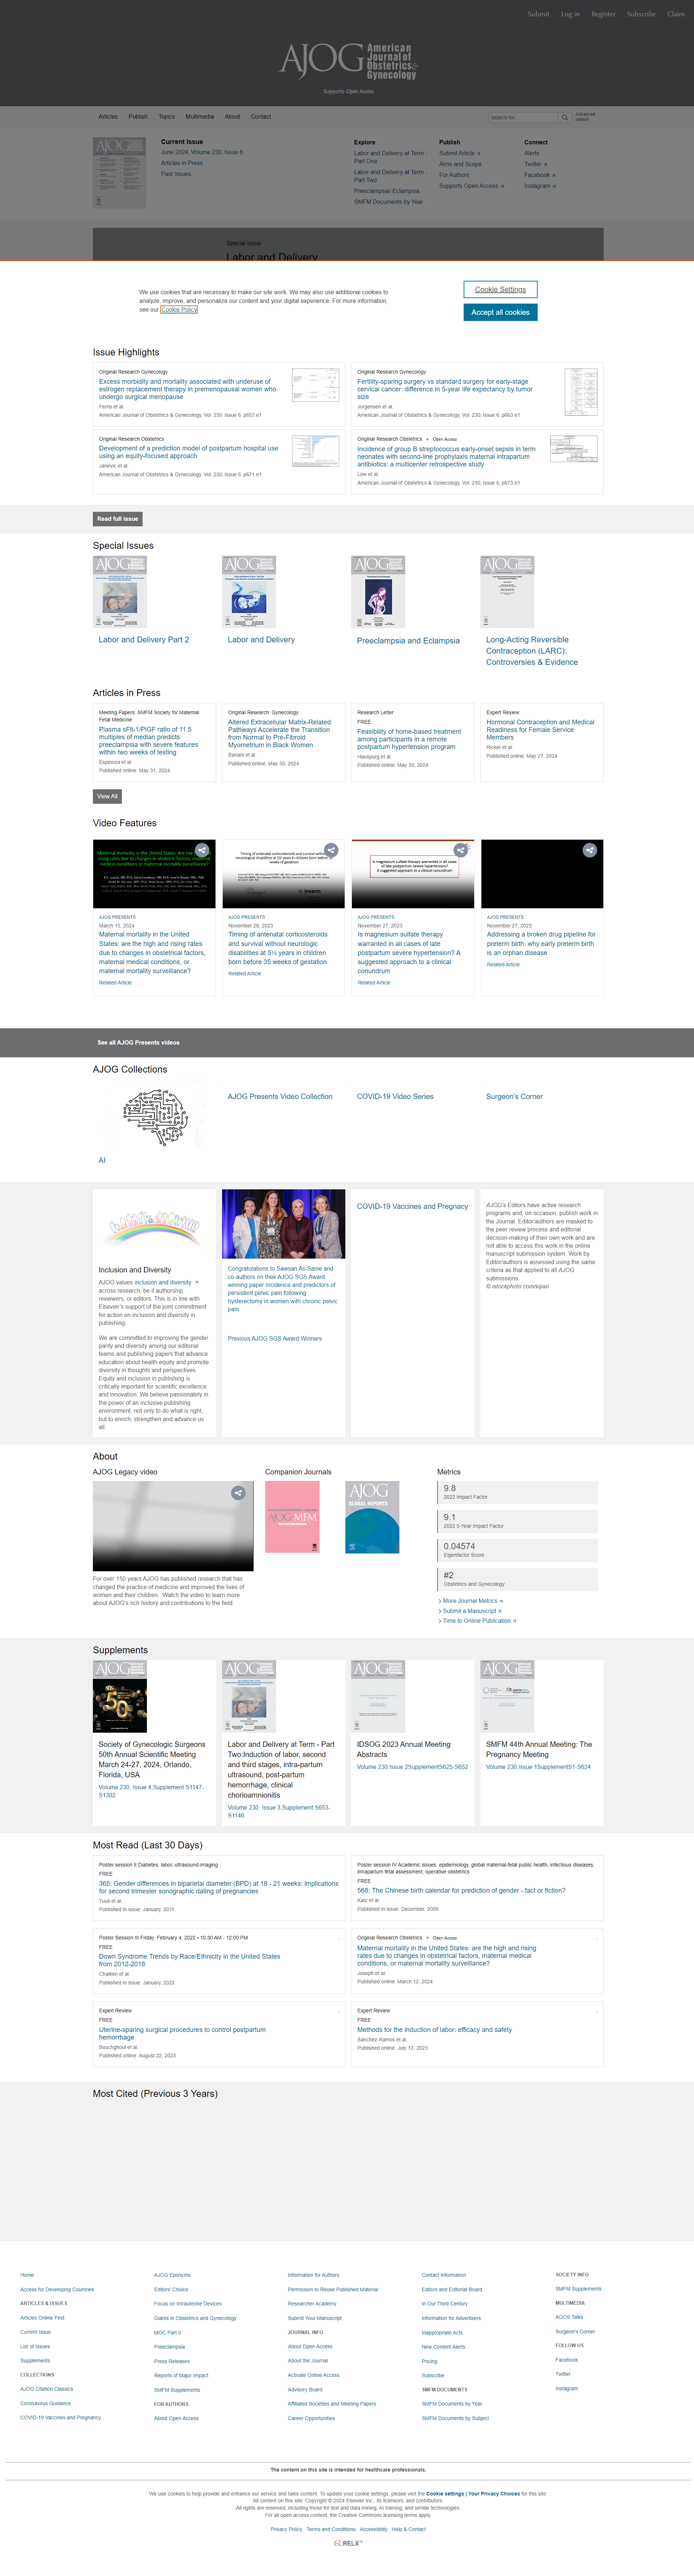 Submit Log in Register Subscribe Claim
AJOG American Journal of Obstetrics & Gynecology
Supports Open Access
Articles Publish Topics Multimedia About Contact
Search for... Advanced search
Current Issue
June 2024, Volume 230, Issue 6
Articles in Press
Past Issues
Explore
Labor and Delivery at Term - Part One
Labor and Delivery at Term - Part Two
Preeclampsia/ Eclampsia
SMFM Documents by Year
Publish
Submit Article
Aims and Scope
For Authors
Supports Open Access
Connect
Alerts
Twitter
Facebook
Instagram
Special Issue
Labor and Delivery
We use cookies that are necessary to make our site work. We may also use additional cookies to
analyze, improve, and personalize our content and your digital experience. For more information,
see our Cookie Policy
Cookie Settings
Accept all cookies
Issue Highlights
Original Research Gynecology
Excess morbidity and mortality associated with underuse of
estrogen replacement therapy in premenopausal women who
undergo surgical menopause
Ferris et al.
American Journal of Obstetrics & Gynecology, Vol. 230, Issue 6, p653.e1
Original Research Gynecology
Fertility-sparing surgery vs standard surgery for early-stage
cervical cancer: difference in 5-year life expectancy by tumor
size
Jorgensen et al.
American Journal of Obstetrics & Gynecology, Vol. 230, Issue 6, p663.e1
Original Research Obstetrics
Development of a prediction model of postpartum hospital use
using an equity-focused approach
Janevic et al.
American Journal of Obstetrics & Gynecology, Vol. 230, Issue 6, p671.e1
Original Research Obstetrics • Open Access
Incidence of group B streptococcus early-onset sepsis in term
neonates with second-line prophylaxis maternal intrapartum
antibiotics: a multicenter retrospective study
Low et al.
American Journal of Obstetrics & Gynecology, Vol. 230, Issue 6, p673.e1
Read full issue
Special Issues
Labor and Delivery Part 2
Labor and Delivery
Preeclampsia and Eclampsia
Long-Acting Reversible
Contraception (LARC):
Controversies & Evidence
Articles in Press
Meeting Papers: SMFM Society for Maternal
Fetal Medicine
Plasma sFlt-1/PlGF ratio of 11.5
multiples of median predicts
preeclampsia with severe features
within two weeks of testing
Espinoza et al.
Published online: May 31, 2024
Original Research: Gynecology
Altered Extracellular Matrix-Related
Pathways Accelerate the Transition
from Normal to Pre-Fibroid
Myometrium in Black Women
Bariani et al.
Published online: May 30, 2024
Research Letter
FREE
Feasibility of home-based treatment
among participants in a remote
postpartum hypertension program
Hauspurg et al.
Published online: May 30, 2024
Expert Review
Hormonal Contraception and Medical
Readiness for Female Service
Members
Ricker et al.
Published online: May 27, 2024
View All
Video Features
AJOG PRESENTS
March 15, 2024
Maternal mortality in the United
States: are the high and rising rates
due to changes in obstetrical factors,
maternal medical conditions, or
maternal mortality surveillance?
Related Article
Timing of antenatal corticosteroids and survival without
neurological disabilities at 5½ years in children born before 35
weeks of gestation
AJOG PRESENTS
November 28, 2023
Timing of antenatal corticosteroids
and survival without neurologic
disabilities at 5½ years in children
born before 35 weeks of gestation
Related Article
Is magnesium sulfate therapy warranted in all cases
of late postpartum severe hypertension?
A suggested approach to a clinical conundrum
AJOG PRESENTS
November 27, 2023
Is magnesium sulfate therapy
warranted in all cases of late
postpartum severe hypertension? A
suggested approach to a clinical
conundrum
Related Article
AJOG PRESENTS
November 27, 2023
Addressing a broken drug pipeline for
preterm birth: why early preterm birth
is an orphan disease
Related Article
See all AJOG Presents videos
AJOG Collections
AI
AJOG Presents Video Collection
COVID-19 Video Series
Surgeon's Corner
Inclusion and Diversity
AJOG values inclusion and diversity
across research, be it authorship,
reviewers, or editors. This is in line with
Elsevier's support of the joint commitment
for action on inclusion and diversity in
publishing.
We are committed to improving the gender
parity and diversity among our editorial
teams and publishing papers that advance
education about health equity and promote
diversity in thoughts and perspectives.
Equity and inclusion in publishing is
critically important for scientific excellence
and innovation. We believe passionately in
the power of an inclusive publishing
environment, not only to do what is right,
but to enrich, strengthen and advance us
all.
Congratulations to Sawsan As-Sanie and
co-authors on their AJOG SGS Award
winning paper Incidence and predictors of
persistent pelvic pain following
hysterectomy in women with chronic pelvic
pain
Previous AJOG SGS Award Winners
COVID-19 Vaccines and Pregnacy
AJOG's Editors have active research
programs and, on occasion, publish work in
the Journal. Editor/authors are masked to
the peer review process and editorial
decision-making of their own work and are
not able to access this work in the online
manuscript submission system. Work by
Editor/authors is assessed using the same
criteria as that applied to all AJOG
submissions.
© istockphoto.com/sijian
About
AJOG Legacy video
For over 150 years AJOG has published research that has
changed the practice of medicine and improved the lives of
women and their children. Watch the video to learn more
about AJOG's rich history and contributions to the field.
Companion Journals
AJOG MFM
AJOG
GLOBAL REPORTS
Metrics
9.8
2022 Impact Factor
9.1
2022 5-Year Impact Factor
0.04574
Eigenfactor Score
#2
Obstetrics and Gynecology
More Journal Metrics
Submit a Manuscript
Time to Online Publication
Supplements
Society of Gynecologic Surgeons
50th Annual Scientific Meeting
March 24-27, 2024, Orlando,
Florida, USA
Volume 230, Issue 4,Supplement S1147-
S1302
Labor and Delivery at Term - Part
Two:Induction of labor, second
and third stages, intra-partum
ultrasound, post-partum
hemorrhage, clinical
chorioamnionitis
Volume 230, Issue 3,Supplement S653-
S1146
IDSOG 2023 Annual Meeting
Abstracts
Volume 230,Issue 2SupplementS625-S652
SMFM 44th Annual Meeting: The
Pregnancy Meeting
Volume 230,Issue 1SupplementS1-S624
Most Read (Last 30 Days)
Poster session II Diabetes, labor, ultrasound-imaging
FREE
365: Gender differences in biparietal diameter (BPD) at 18 - 21 weeks: implications
for second trimester sonographic dating of pregnancies
Tuuli et al.
Published in issue: January, 2011
Poster session IV Academic issues, epidemiology, global maternal-fetal public health, infectious diseases,
intrapartum fetal assessment, operative obstetrics
FREE
568: The Chinese birth calendar for prediction of gender - fact or fiction?
Katz et al.
Published in issue: December, 2009
Poster Session III Friday, February 4, 2022 • 10:30 AM - 12:00 PM
FREE
Down Syndrome Trends by Race/Ethnicity in the United States
from 2012-2018
Chaiken et al.
Published in issue: January, 2022
Original Research Obstetrics • Open Access
Maternal mortality in the United States: are the high and rising
rates due to changes in obstetrical factors, maternal medical
conditions, or maternal mortality surveillance?
Joseph et al.
Published online: March 12, 2024
Expert Review
FREE
Uterine-sparing surgical procedures to control postpartum
hemorrhage
Bouchghoul et al.
Published online: August 22, 2023
Expert Review
FREE
Methods for the induction of labor: efficacy and safety
Sanchez-Ramos et al.
Published online: July 13, 2023
Most Cited (Previous 3 Years)
Home
Access for Developing Countries
ARTICLES & ISSUES
Articles Online First
Current Issue
List of Issues
Supplements
COLLECTIONS
AJOG Citation Classics
Coronavirus Guidance
COVID-19 Vaccines and Pregnancy
AJOG Eponyms
Editors' Choice
Focus on Intrauterine Devices
Giants in Obstetrics and Gynecology
MOC Part II
Preeclampsia
Press Releases
Reports of Major Impact
SMFM Supplements
FOR AUTHORS
About Open Access
Information for Authors
Permission to Reuse Published Material
Researcher Academy
Submit Your Manuscript
JOURNAL INFO
About Open Access
About the Journal
Activate Online Access
Advisory Board
Affiliated Societies and Meeting Papers
Career Opportunities
Contact Information
Editors and Editorial Board
In Our Third Century
Information for Advertisers
Inappropriate Acts
New Content Alerts
Pricing
Subscribe
SMFM DOCUMENTS
SMFM Documents by Year
SMFM Documents by Subject
SOCIETY INFO
SMFM Supplements
MULTIMEDIA
AGOS Talks
Surgeon's Corner
FOLLOW US
Facebook
Twitter
Instagram
The content on this site is intended for healthcare professionals.
We use cookies to help provide and enhance our service and tailor content. To update your cookie settings, please visit the Cookie settings | Your Privacy Choices for this site.
All content on this site: Copyright © 2024 Elsevier Inc., its licensors, and contributors.
All rights are reserved, including those for text and data mining, AI training, and similar technologies.
For all open access content, the Creative Commons licensing terms apply.
Privacy Policy Terms and Conditions Accessibility Help & Contact
RELX™